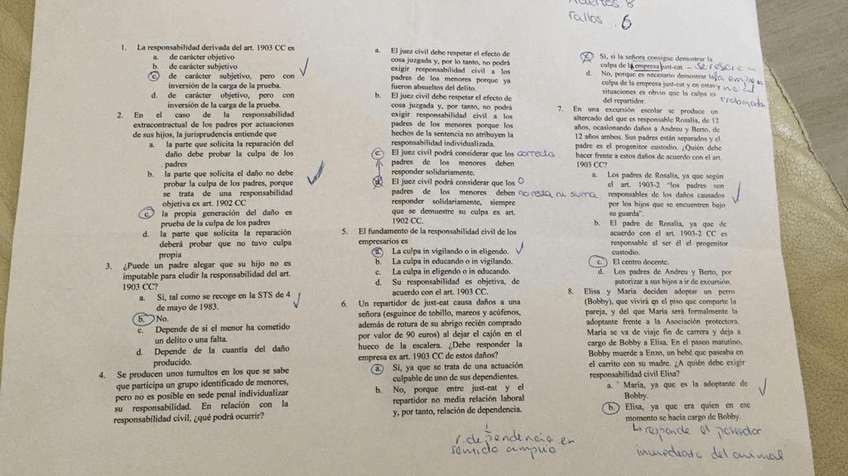 Fallos. 6
1. La responsabilidad derivada del art. 1903 CC es
a. de carácter objetivo
b. de carácter subjetivo
c. de carácter subjetivo, pero con
inversión de la carga de la prueba.
d. de carácter objetivo, pero con
inversión de la carga de la prueba.
2. En el caso de la responsabilidad
extracontractual de los padres por actuaciones
de sus hijos, la jurisprudencia entiende que
a. la parte que solicita la reparación del
daño debe probar la culpa de los
padres
b. la parte que solicita el daño no debe
probar la culpa de los padres, porque
se trata de una responsabilidad
objetiva ex art. 1902 CC
c. la propia generación del daño es
prueba de la culpa de los padres
d. la parte que solicita la reparación
deberá probar que no tuvo culpa
propia
3. ¿Puede un padre alegar que su hijo no es
imputable para eludir la responsabilidad del art.
1903 CC?
a. Sí, tal como se recoge en la STS de 4
de mayo de 1983.
b. No.
c. Depende de si el menor ha cometido
un delito o una falta.
d. Depende de la cuantía del daño
producido.
4. Se producen unos tumultos en los que se sabe
que participa un grupo identificado de menores,
pero no es posible en sede penal individualizar
su responsabilidad. En relación con la
responsabilidad civil, ¿qué podrá ocurrir?
a. El juez civil debe respetar el efecto de
cosa juzgada y, por lo tanto, no podrá
exigir responsabilidad civil a los
padres de los menores porque ya
fueron absueltos del delito.
b. El juez civil debe respetar el efecto de
cosa juzgada y, por tanto, no podrá
exigir responsabilidad civil a los
padres de los menores porque los
hechos de la sentencia no atribuyen la
responsabilidad individualizada.
c. El juez civil podrá considerar que los correcta
padres de los menores deben
responder solidariamente.
d. El juez civil podrá considerar que los
padres de los menores deben no resta ni suma
responder solidariamente, siempre
que se demuestre su culpa ex art.
1902 CC.
5. El fundamento de la responsabilidad civil de los
empresarios es
a. La culpa in vigilando o in eligendo.
b. La culpa in educando o in vigilando.
c. La culpa in eligendo o in educando.
d. Su responsabilidad es objetiva, de
acuerdo con el art. 1903 CC.
6. Un repartidor de just-eat causa daños a una
señora (esguince de tobillo, mareos y acúfenos,
además de rotura de su abrigo recién comprado
por valor de 90 euros) al dejar el cajón en el
hueco de la escalera. ¿Debe responder la
empresa ex art. 1903 CC de estos daños?
a. Sí, ya que se trata de una actuación
culpable de uno de sus dependientes.
b. No, porque entre just-eat y el
repartidor no media relación laboral
y, por tanto, relación de dependencia.
r. dependencia en
sentido amplio
c. Sí, si la señora consigue demostrar la
culpa de la empresa just-eat
d. No, porque es necesario demostrar la
culpa de la empresa just-eat y en estas
situaciones es obvio que la culpa es
del repartidor. trabajador
7. En una excursión escolar se produce un
altercado del que es responsable Rosalía, de 12
años, ocasionando daños a Andreu y Berto, de
12 años ambos. Sus padres están separados y el
padre es el progenitor custodio. ¿Quién debe
hacer frente a estos daños de acuerdo con el art.
1903 CC?
a. Los padres de Rosalía, ya que según
el art. 1903-2 "los padres son
responsables de los daños causados
por los hijos que se encuentren bajo
su guarda".
b. El padre de Rosalía, ya que de
acuerdo con el art. 1903-2 CC es
responsable al ser él el progenitor
custodio.
c. El centro docente.
d. Los padres de Andreu y Berto, por
autorizar a sus hijos a ir de excursión.
8. Elisa y María deciden adoptar un perro
(Bobby), que vivirá en el piso que comparte la
pareja, y del que María será formalmente la
adoptante frente a la Asociación protectora.
María se va de viaje fin de carrera y deja a
cargo de Bobby a Elisa. En el paseo matutino,
Bobby muerde a Enzo, un bebé que paseaba en
el carrito con su madre. ¿A quién debe exigir
responsabilidad civil Elisa?
a. María, ya que es la adoptante de
Bobby.
b. Elisa, ya que era quien en ese
momento se hacía cargo de Bobby.
responde el poseedor
inmediato del animal